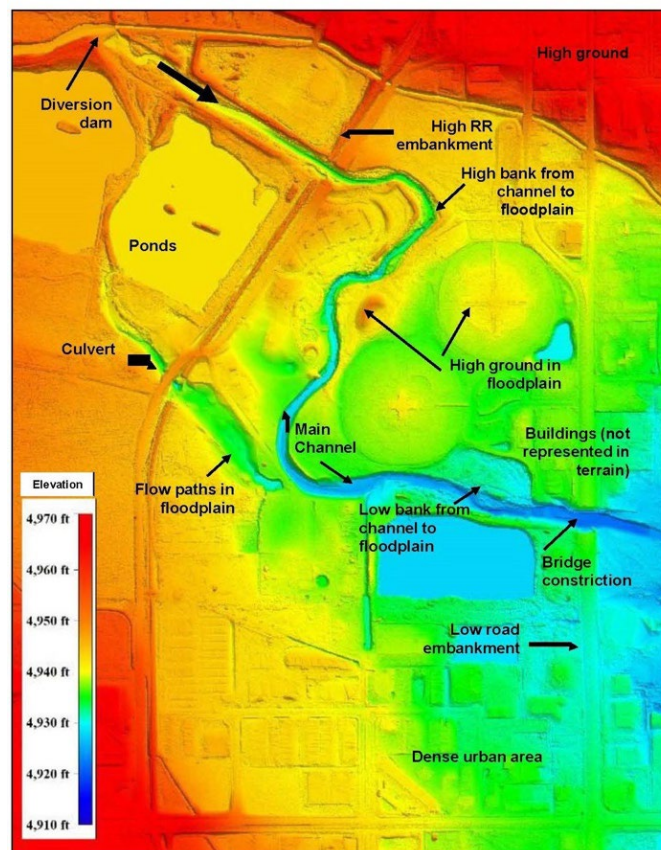 High ground
Diversion
dam
High RR
embankment
High bank from
channel to
floodplain
Ponds
Culvert
High ground in
floodplain
Main
Channel
Buildings (not
represented in
terrain)
Flow paths in
floodplain
Low bank from
channel to
floodplain
Bridge
constriction
Elevation
4,970 ft
4,960 ft
4,950 ft
4,940 ft
4,930 ft
4,920 ft
4,910 ft
Low road
embankment
Dense urban area